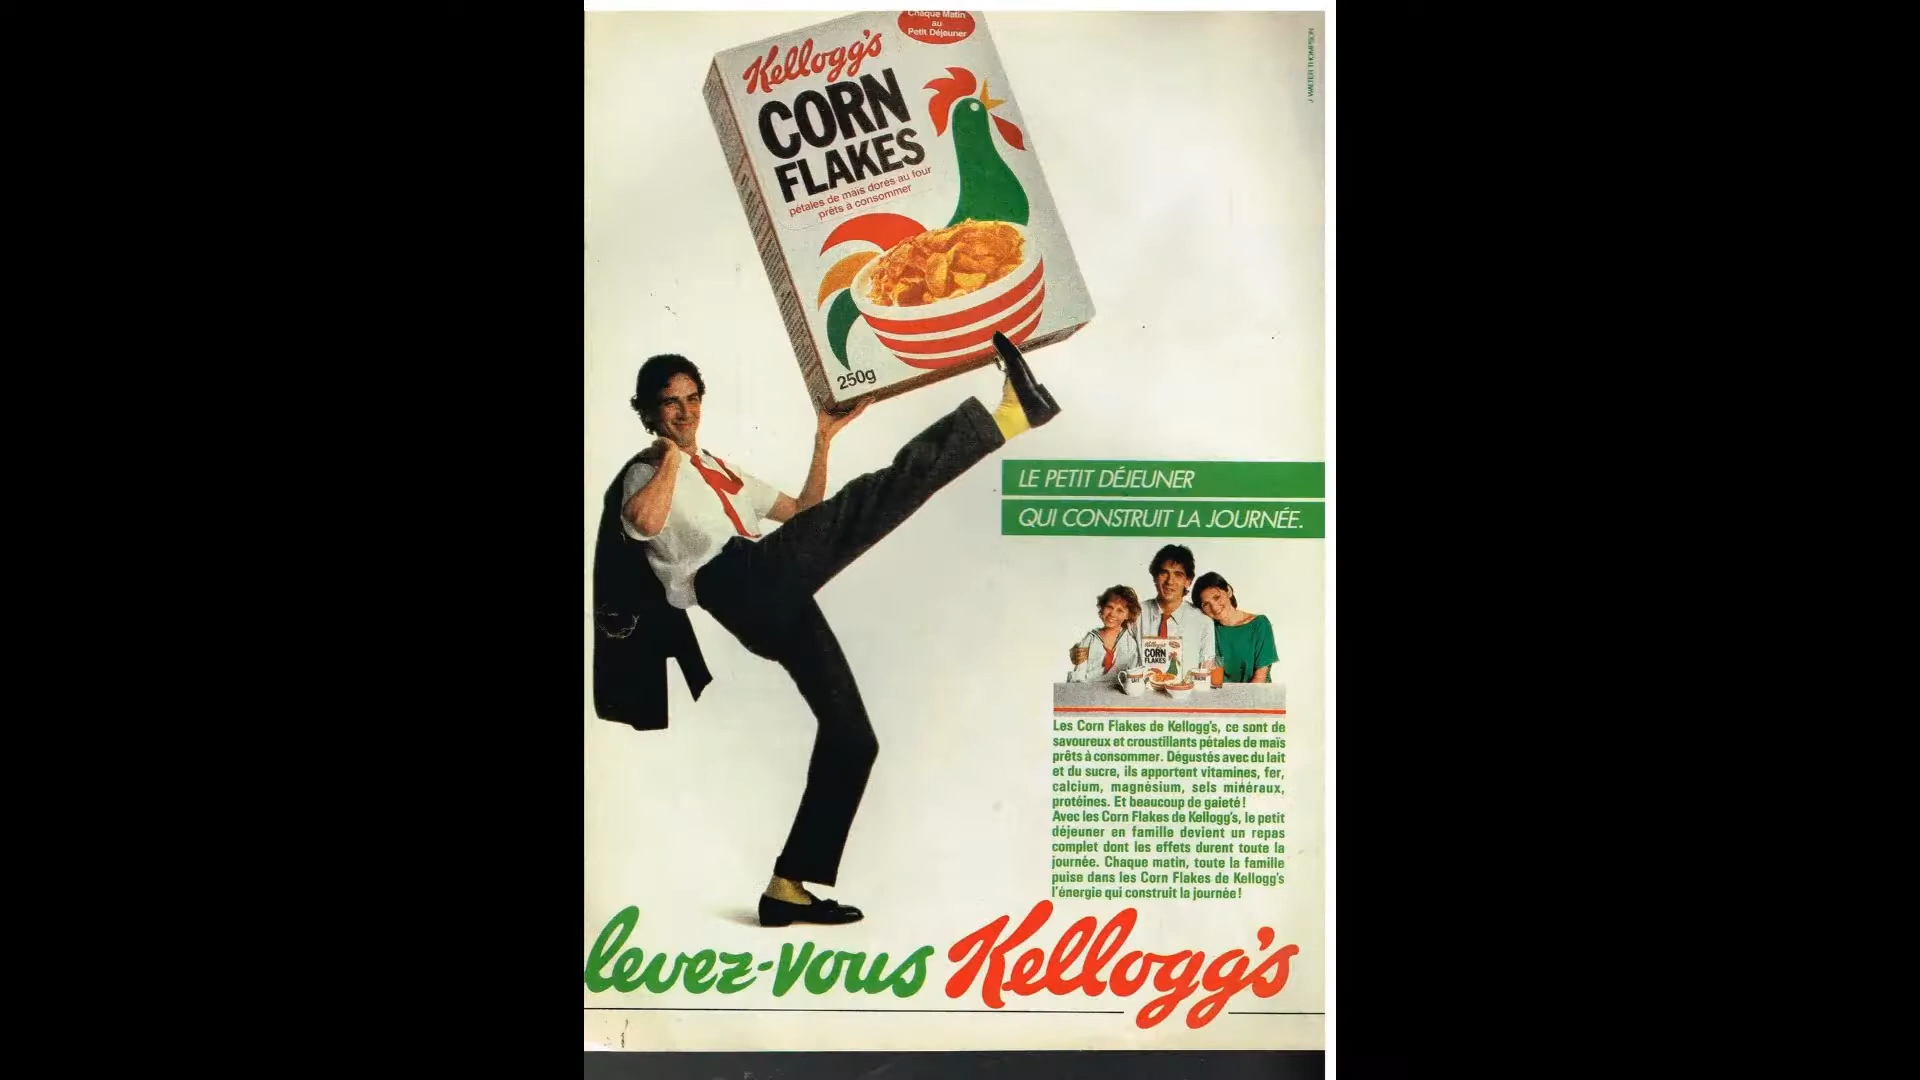 Chaque Matin
au
Petit Déjeuner
Kellogg's
CORN
FLAKES
pétales de maïs dorés au four
prêts à consommer
250g
J. WALTER THOMPSON
LE PETIT DÉJEUNER
QUI CONSTRUIT LA JOURNÉE.
Kellogg's
CORN
FLAKES
Les Corn Flakes de Kellogg's, ce sont de
savoureux et croustillants pétales de maïs
prêts à consommer. Dégustés avec du lait
et du sucre, ils apportent vitamines, fer,
calcium, magnésium, sels minéraux,
protéines. Et beaucoup de gaieté !
Avec les Corn Flakes de Kellogg's, le petit
déjeuner en famille devient un repas
complet dont les effets durent toute la
journée. Chaque matin, toute la famille
puise dans les Corn Flakes de Kellogg's
l'énergie qui construit la journée !
levez-vous Kellogg's